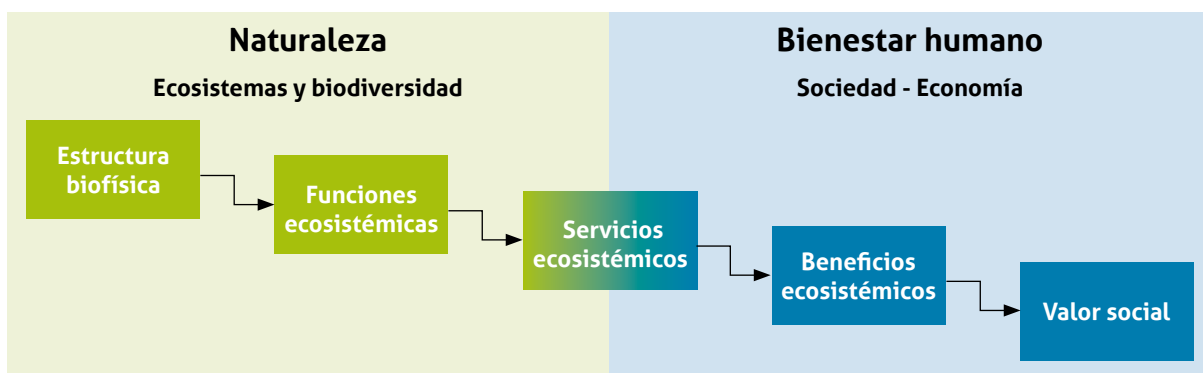 Naturaleza
Ecosistemas y biodiversidad
Bienestar humano
Sociedad - Economía
Estructura
biofísica
Funciones
ecosistémicas
Servicios
ecosistémicos
Beneficios
ecosistémicos
Valor social